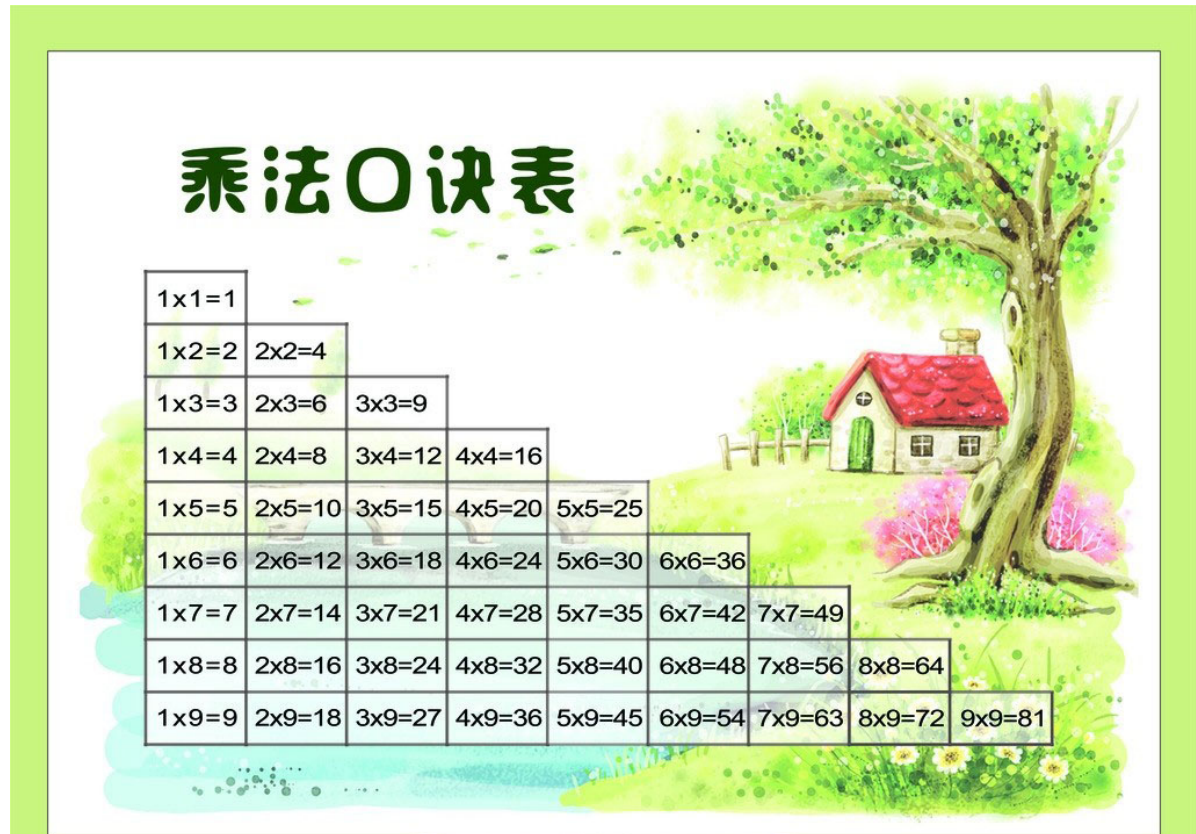 乘法口诀表
1x1=1
1x2=2 2x2=4
1x3=3 2x3=6 3x3=9
1x4=4 2x4=8 3x4=12 4x4=16
1x5=5 2x5=10 3x5=15 4x5=20 5x5=25
1x6=6 2x6=12 3x6=18 4x6=24 5x6=30 6x6=36
1x7=7 2x7=14 3x7=21 4x7=28 5x7=35 6x7=42 7x7=49
1x8=8 2x8=16 3x8=24 4x8=32 5x8=40 6x8=48 7x8=56 8x8=64
1x9=9 2x9=18 3x9=27 4x9=36 5x9=45 6x9=54 7x9=63 8x9=72 9x9=81